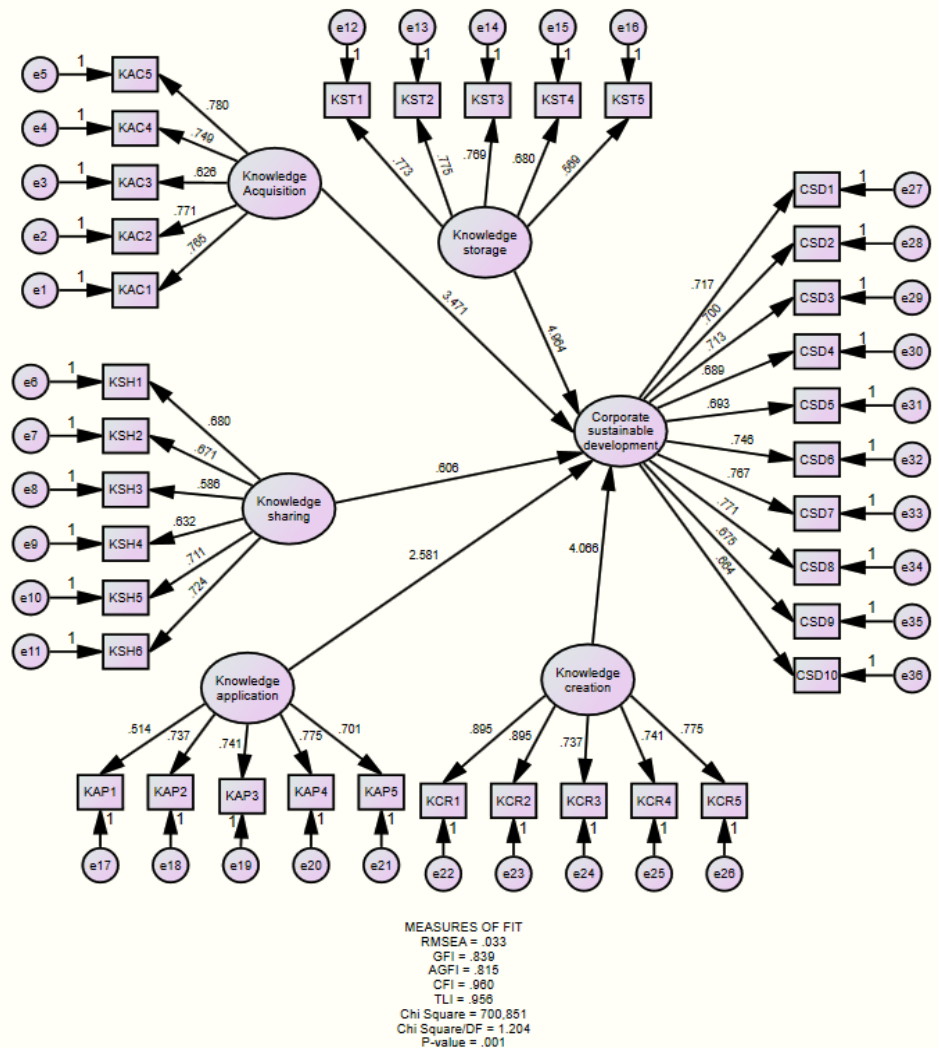 e12
e13
e14
e15
e16
1
1
1
1
1
KST1
KST2
KST3
KST4
KST5
.773
.775
.769
.680
.569
Knowledge
storage
4.964
e5
1
KAC5
.780
e4
1
KAC4
.749
e3
1
KAC3
.626
e2
1
KAC2
.771
e1
1
KAC1
.765
Knowledge
Acquisition
3.471
e6
1
KSH1
.680
e7
1
KSH2
.671
e8
1
KSH3
.586
e9
1
KSH4
.632
e10
1
KSH5
.711
e11
1
KSH6
.724
Knowledge
sharing
.606
Corporate
sustainable
development
.717
CSD1
1
e27
.700
CSD2
1
e28
.713
CSD3
1
e29
.689
CSD4
1
e30
.693
CSD5
1
e31
.746
CSD6
1
e32
.767
CSD7
1
e33
.771
CSD8
1
e34
.675
CSD9
1
e35
.664
CSD10
1
e36
2.581
4.066
Knowledge
application
.514
.737
.741
.775
.701
KAP1
KAP2
KAP3
KAP4
KAP5
1
1
1
1
1
e17
e18
e19
e20
e21
Knowledge
creation
.895
.895
.737
.741
.775
KCR1
KCR2
KCR3
KCR4
KCR5
1
1
1
1
1
e22
e23
e24
e25
e26
MEASURES OF FIT
RMSEA = .033
GFI = .839
AGFI = .815
CFI = .960
TLI = .956
Chi Square = 700,851
Chi Square/DF = 1.204
P-value = .001